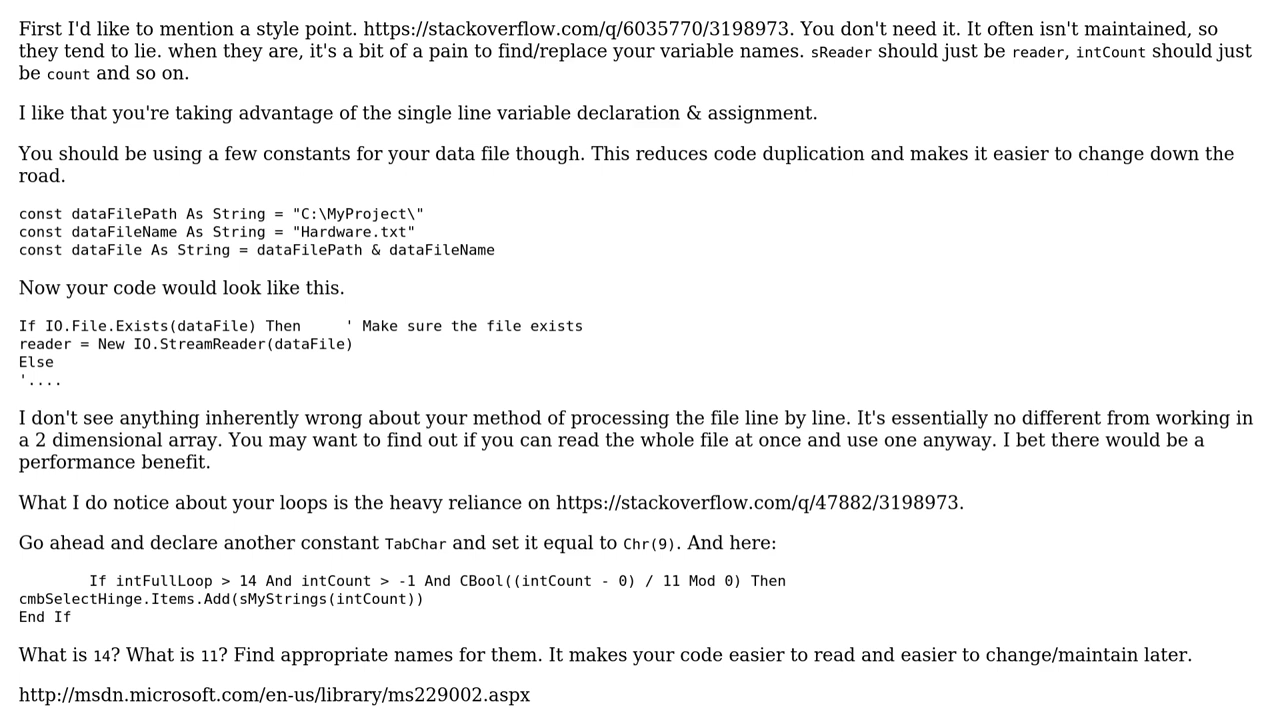 First I'd like to mention a style point. https://stackoverflow.com/q/6035770/3198973. You don't need it. It often isn't maintained, so
they tend to lie. when they are, it's a bit of a pain to find/replace your variable names. sReader should just be reader, intCount should just
be count and so on.
I like that you're taking advantage of the single line variable declaration & assignment.
You should be using a few constants for your data file though. This reduces code duplication and makes it easier to change down the
road.
const dataFilePath As String = "C:\MyProject\"
const dataFileName As String = "Hardware.txt"
const dataFile As String = dataFilePath & dataFileName
Now your code would look like this.
If IO.File.Exists(dataFile) Then     ' Make sure the file exists
reader = New IO.StreamReader(dataFile)
Else
'....
I don't see anything inherently wrong about your method of processing the file line by line. It's essentially no different from working in
a 2 dimensional array. You may want to find out if you can read the whole file at once and use one anyway. I bet there would be a
performance benefit.
What I do notice about your loops is the heavy reliance on https://stackoverflow.com/q/47882/3198973.
Go ahead and declare another constant TabChar and set it equal to Chr(9). And here:
        If intFullLoop > 14 And intCount > -1 And CBool((intCount - 0) / 11 Mod 0) Then
cmbSelectHinge.Items.Add(sMyStrings(intCount))
End If
What is 14? What is 11? Find appropriate names for them. It makes your code easier to read and easier to change/maintain later.
http://msdn.microsoft.com/en-us/library/ms229002.aspx